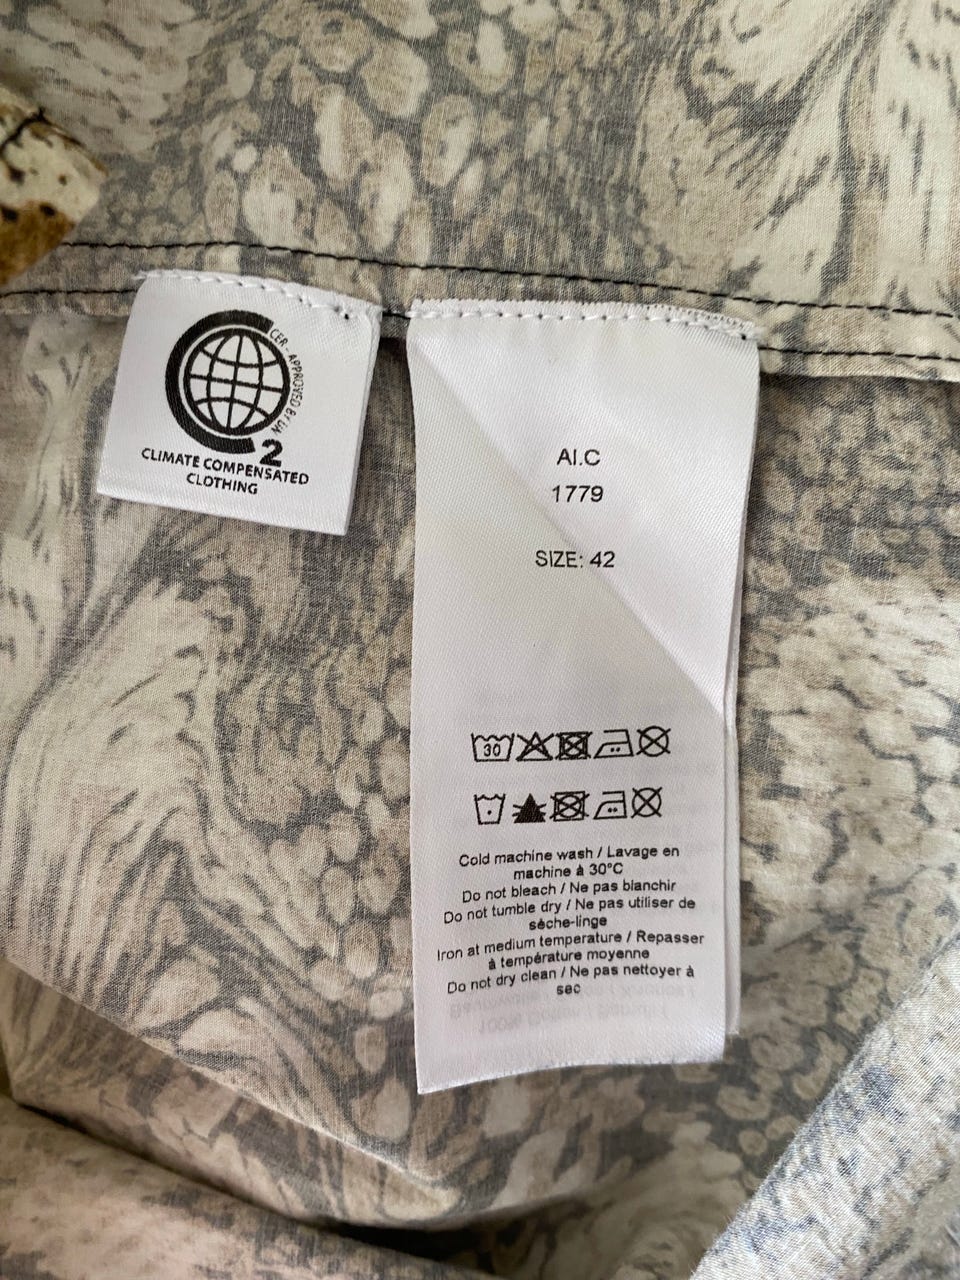 CER - APPROVED BY UN
2
CLIMATE COMPENSATED
CLOTHING
AI.C
1779
SIZE: 42
30
Cold machine wash / Lavage en
machine à 30°C
Do not bleach / Ne pas blanchir
Do not tumble dry / Ne pas utiliser de
sèche-linge
Iron at medium temperature / Repasser
à température moyenne
Do not dry clean / Ne pas nettoyer à
sec